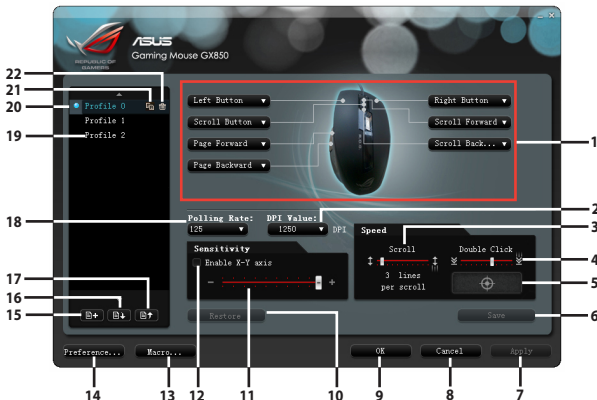 REPUBLIC OF
GAMERS
ASUS
Gaming Mouse GX850
22
21
20
19
Profile 0
Profile 1
Profile 2
Left Button
Scroll Button
Page Forward
Page Backward
Right Button
Scroll Forward
Scroll Back...
1
18
Polling Rate:
125
DPI Value:
1250
DPI
2
Sensitivity
Enable X-Y axis
- +
Speed
3
Scroll
3 lines
per scroll
Double Click
4
5
17
16
15
Restore
Save
6
Preference...
Macro...
OK
Cancel
Apply
14
13
12
11
10
9
8
7